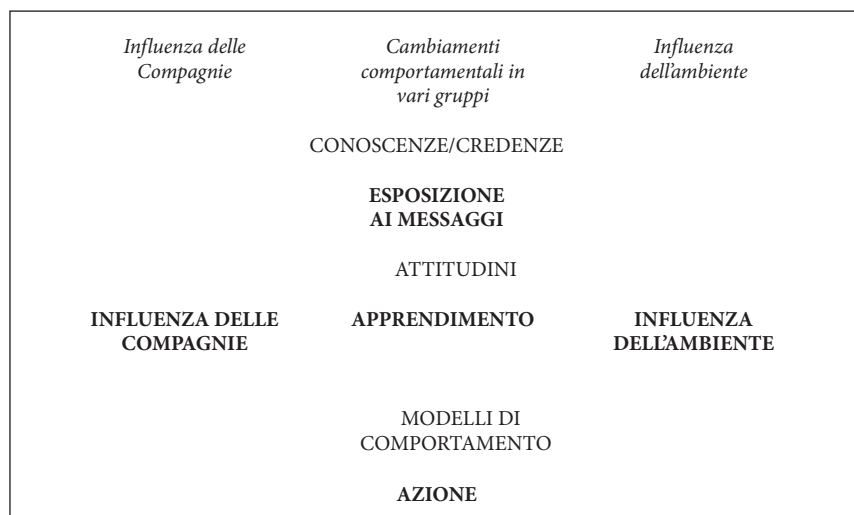 Influenza delle
Compagnie
Cambiamenti
comportamentali in
vari gruppi
Influenza
dell'ambiente
CONOSCENZE/CREDENZE
ESPOSIZIONE
AI MESSAGGI
ATTITUDINI
INFLUENZA DELLE
COMPAGNIE
APPRENDIMENTO
INFLUENZA
DELL'AMBIENTE
MODELLI DI
COMPORTAMENTO
AZIONE